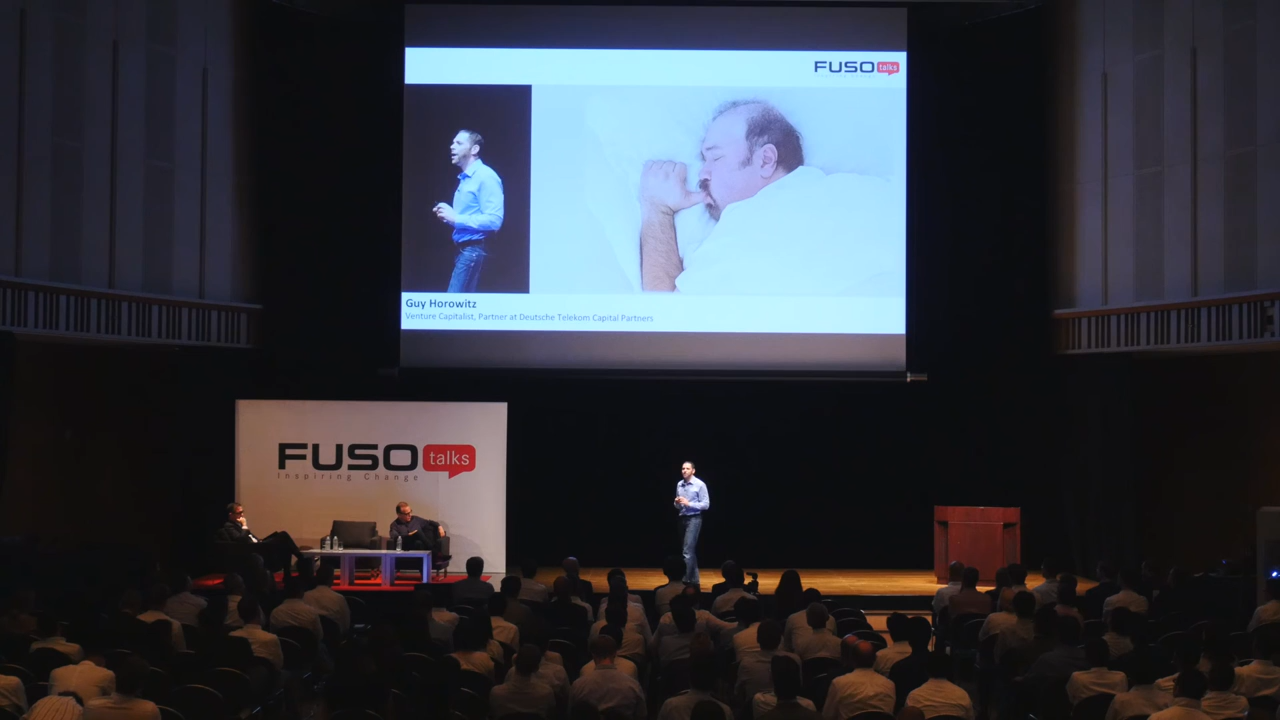 FUSO talks
Guy Horowitz
Venture Capitalist, Partner at Deutsche Telekom Capital Partners
FUSO talks
Inspiring Change